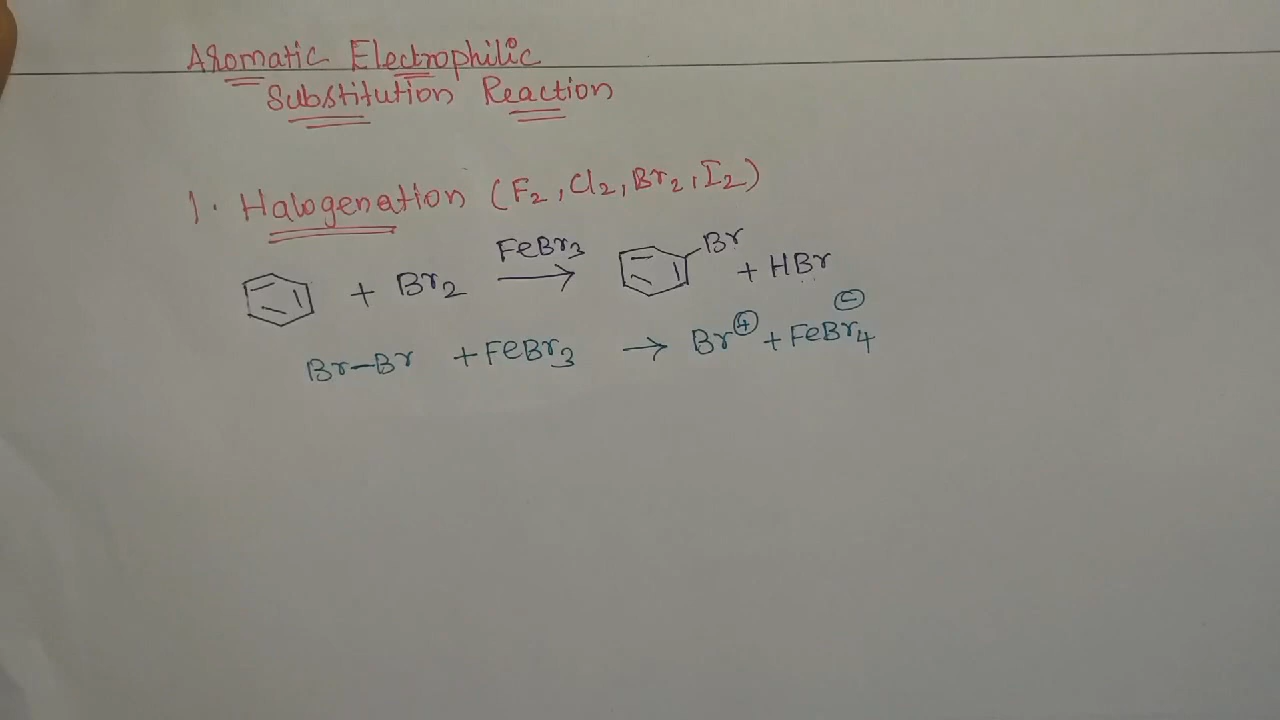 Aromatic Electrophilic
Substitution Reaction
1. Halogenation (F2, Cl2, Br2, I2)
+ Br2 FeBr3 → Br + HBr
Br-Br + FeBr3 → Br⊕ + FeBr4⊖